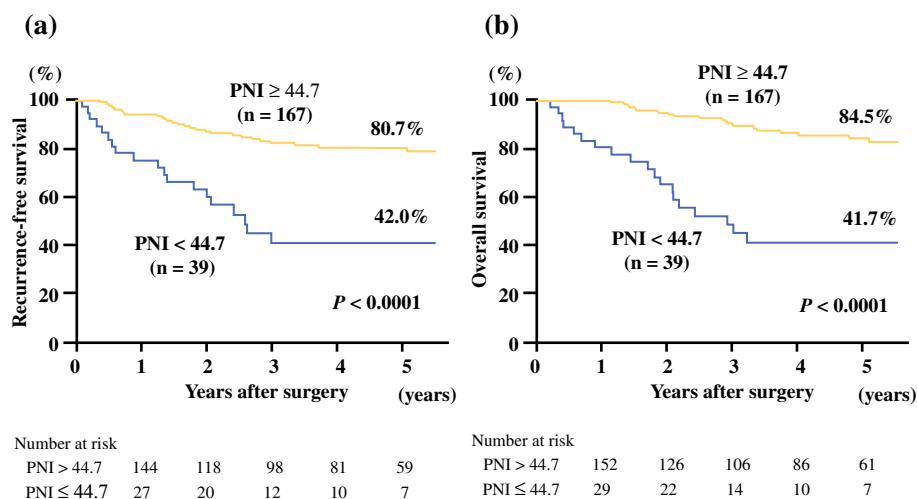 (a)
(%)
100
80
60
40
20
0
Recurrence-free survival
PNI ≥ 44.7
(n = 167)
80.7%
42.0%
PNI < 44.7
(n = 39)
P < 0.0001
0 1 2 3 4 5
Years after surgery (years)
Number at risk
PNI > 44.7 144 118 98 81 59
PNI ≤ 44.7 27 20 12 10 7
(b)
(%)
100
80
60
40
20
0
Overall survival
PNI ≥ 44.7
(n = 167)
84.5%
41.7%
PNI < 44.7
(n = 39)
P < 0.0001
0 1 2 3 4 5
Years after surgery (years)
Number at risk
PNI > 44.7 152 126 106 86 61
PNI ≤ 44.7 29 22 14 10 7